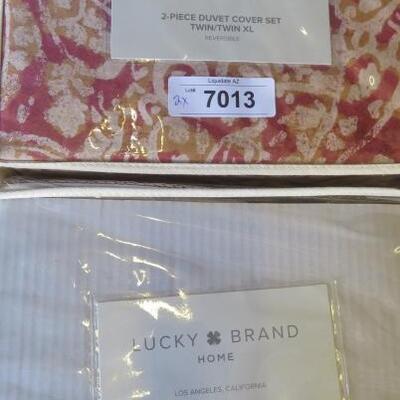 2-PIECE DUVET COVER SET
TWIN/TWIN XL
REVERSIBLE
Liquidate AZ
Lot#
2x 7013
LUCKY BRAND
HOME
LOS ANGELES, CALIFORNIA